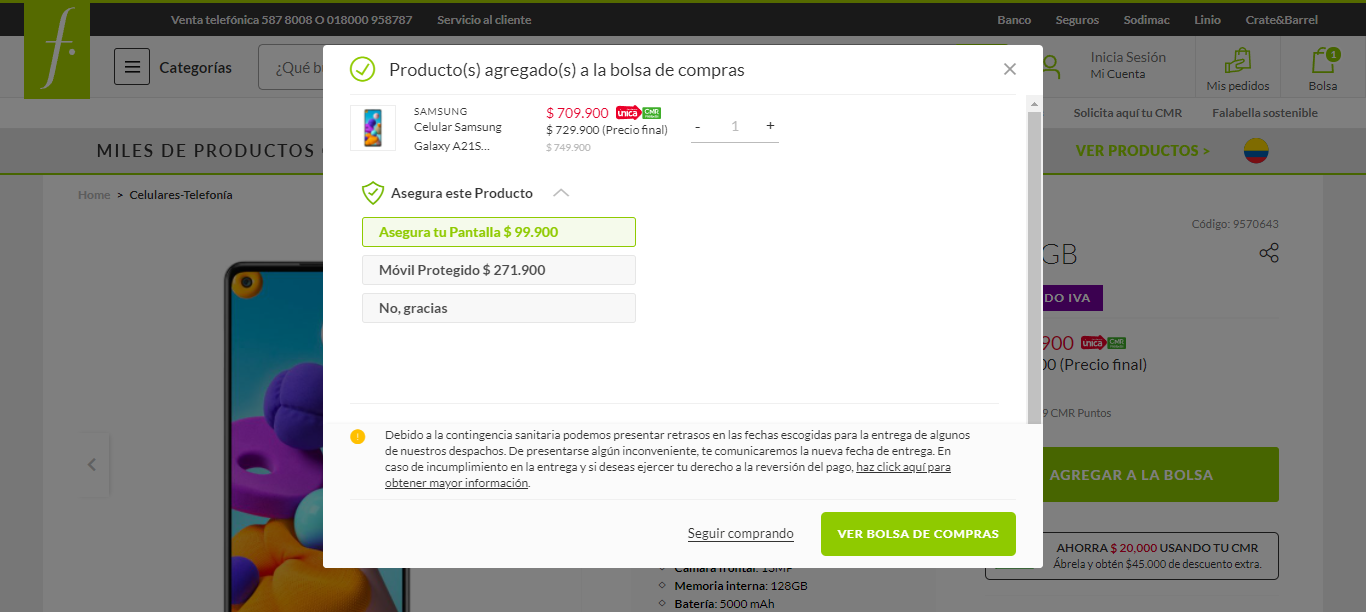 Venta telefónica 587 8008 O 018000 958787
Servicio al cliente
Banco
Seguros
Sodimac
Linio
Crate&Barrel
f.
Categorías
¿Qué bu
Inicia Sesión
Mi Cuenta
Mis pedidos
1
Bolsa
Solicita aquí tu CMR
Falabella sostenible
MILES DE PRODUCTOS
VER PRODUCTOS >
Home > Celulares-Telefonía
Código: 9570643
GB
DO IVA
900 unica CMR
00 (Precio final)
9 CMR Puntos
AGREGAR A LA BOLSA
AHORRA $ 20,000 USANDO TU CMR
Ábrela y obtén $45.000 de descuento extra.
Producto(s) agregado(s) a la bolsa de compras
SAMSUNG
Celular Samsung
Galaxy A21S...
$ 709.900 unica CMR
$ 729.900 (Precio final)
$ 749.900
- 1 +
Asegura este Producto
Asegura tu Pantalla $ 99.900
Móvil Protegido $ 271.900
No, gracias
Debido a la contingencia sanitaria podemos presentar retrasos en las fechas escogidas para la entrega de algunos
de nuestros despachos. De presentarse algún inconveniente, te comunicaremos la nueva fecha de entrega. En
caso de incumplimiento en la entrega y si deseas ejercer tu derecho a la reversión del pago, haz click aquí para
obtener mayor información.
Seguir comprando
VER BOLSA DE COMPRAS
Cámara frontal: 13MP
Memoria interna: 128GB
Batería: 5000 mAh